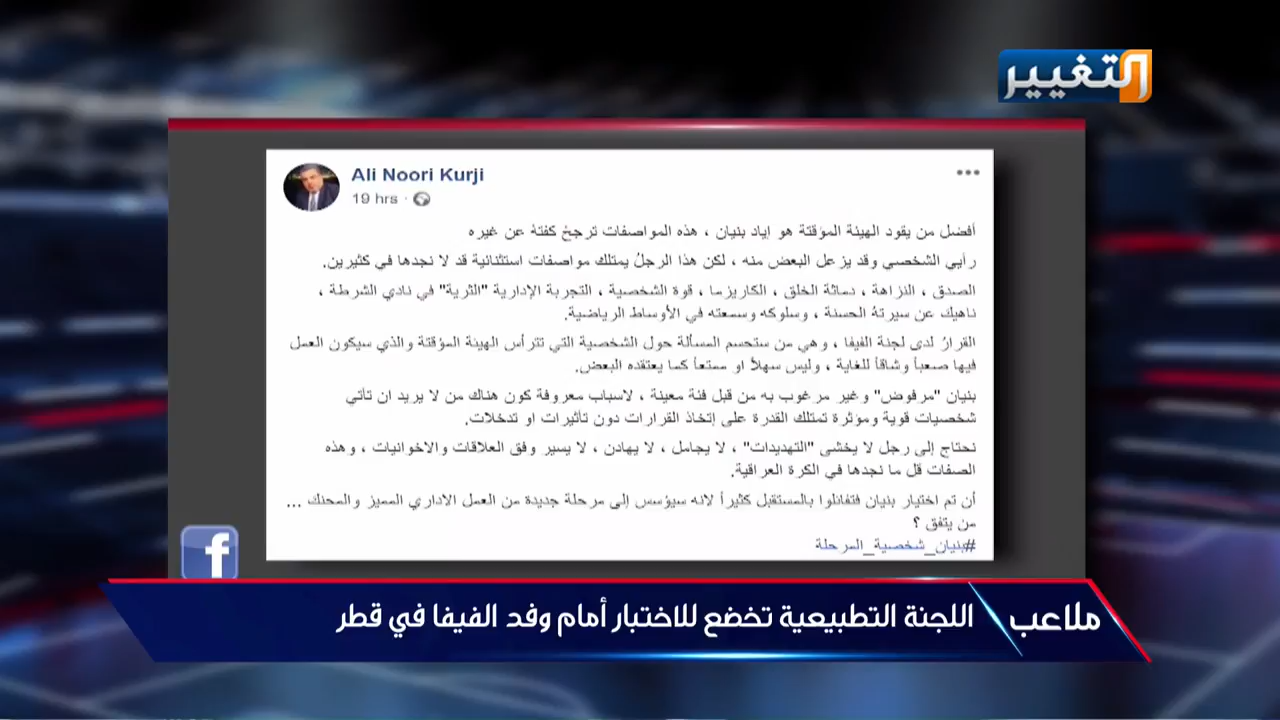 التغيير
Ali Noori Kurji
19 hrs ·
أفضل من يقود الهيئة المؤقتة هو إياد بنيان ، هذه المواصفات ترجحُ كفتهُ عن غيره
رأيي الشخصي وقد يزعل البعض منه ، لكن هذا الرجلُ يمتلك مواصفات استثنائية قد لا نجدها في كثيرين.
الصدق ، النزاهة ، دماثة الخلق ، الكاريزما ، قوة الشخصية ، التجربة الإدارية "الثرية" في نادي الشرطة ،
ناهيك عن سيرتهُ الحسنة ، وسلوكه وسمعته في الأوساط الرياضية.
القرارُ لدى لجنة الفيفا ، وهي من ستحسم المسألة حول الشخصية التي تترأس الهيئة المؤقتة والذي سيكون العمل
فيها صعباً وشاقاً للغاية ، وليس سهلاً او ممتعاً كما يعتقده البعض.
بنيان "مرفوض" وغير مرغوب به من قبل فئة معينة ، لاسباب معروفة كون هناك من لا يريد ان تأتي
شخصيات قوية ومؤثرة تمتلك القدرة على إتخاذ القرارات دون تأثيرات او تدخلات.
نحتاج إلى رجل لا يخشى "التهديدات" ، لا يجامل ، لا يهادن ، لا يسير وفق العلاقات والاخوانيات ، وهذه
الصفات قل ما نجدها في الكرة العراقية.
أن تم اختيار بنيان فتفائلوا بالمستقبل كثيراً لانه سيؤسس إلى مرحلة جديدة من العمل الاداري المميز والمحنك ...
من يتفق ؟
#بنيان_شخصية_المرحلة
f
ملاعب
اللجنة التطبيعية تخضع للاختبار أمام وفد الفيفا في قطر